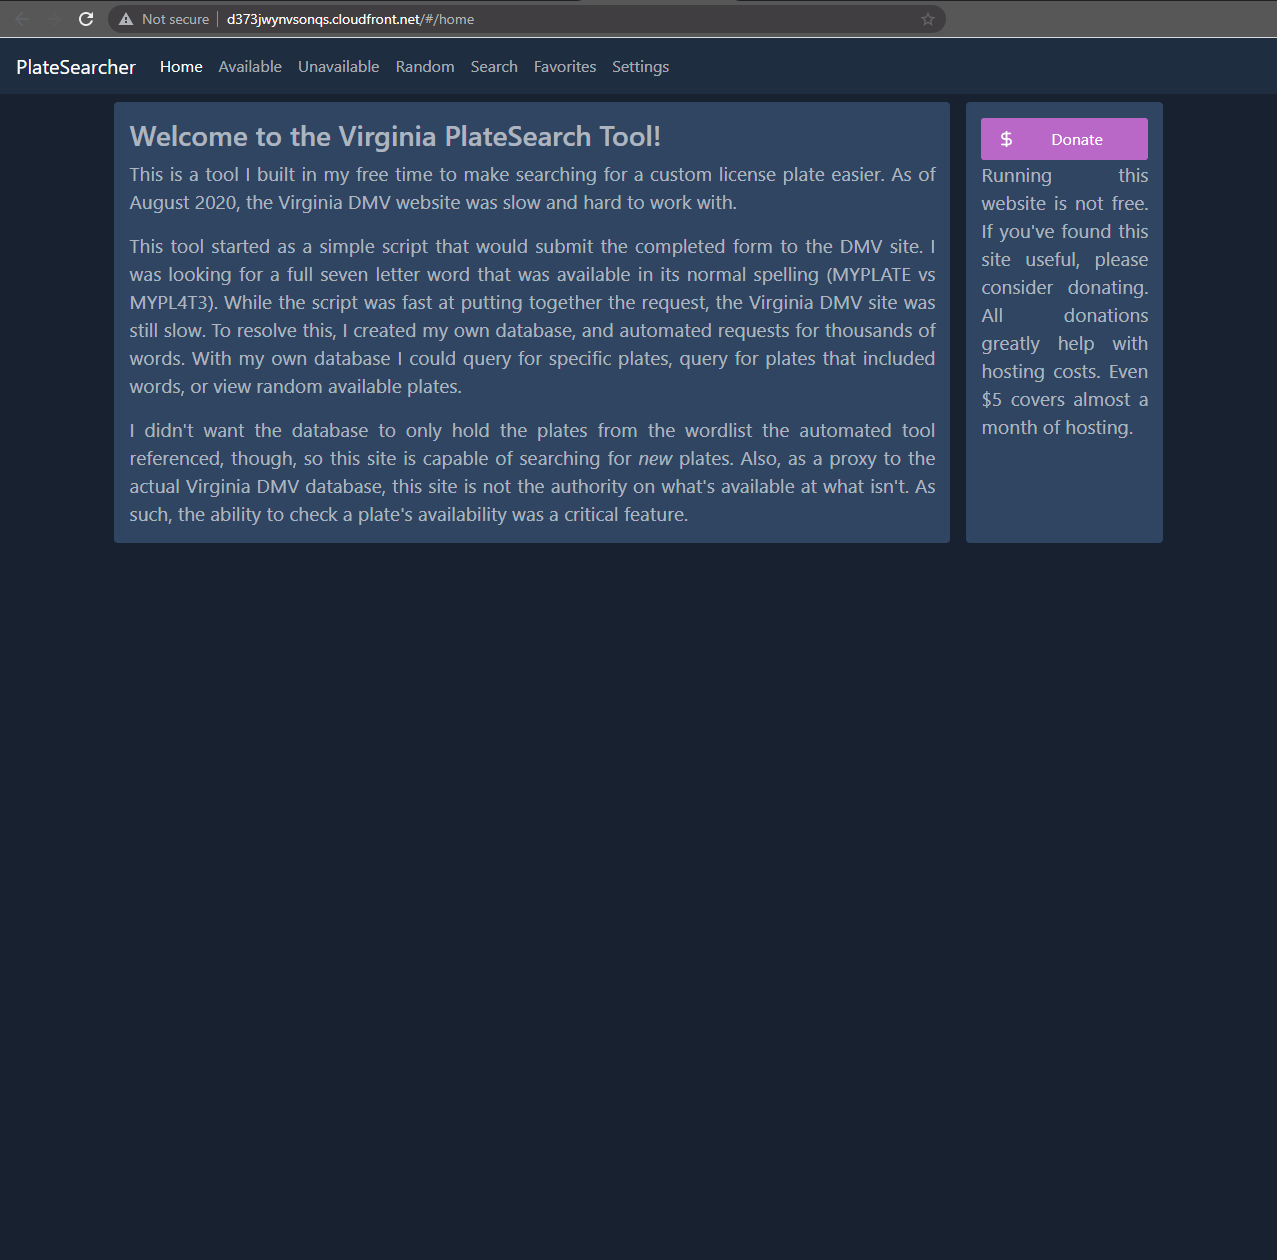 Not secure | d373jwynvsonqs.cloudfront.net/#/home
PlateSearcher Home Available Unavailable Random Search Favorites Settings
Welcome to the Virginia PlateSearch Tool!
This is a tool I built in my free time to make searching for a custom license plate easier. As of
August 2020, the Virginia DMV website was slow and hard to work with.
This tool started as a simple script that would submit the completed form to the DMV site. I
was looking for a full seven letter word that was available in its normal spelling (MYPLATE vs
MYPL4T3). While the script was fast at putting together the request, the Virginia DMV site was
still slow. To resolve this, I created my own database, and automated requests for thousands of
words. With my own database I could query for specific plates, query for plates that included
words, or view random available plates.
I didn't want the database to only hold the plates from the wordlist the automated tool
referenced, though, so this site is capable of searching for new plates. Also, as a proxy to the
actual Virginia DMV database, this site is not the authority on what's available at what isn't. As
such, the ability to check a plate's availability was a critical feature.
$ Donate
Running this
website is not free.
If you've found this
site useful, please
consider donating.
All donations
greatly help with
hosting costs. Even
$5 covers almost a
month of hosting.